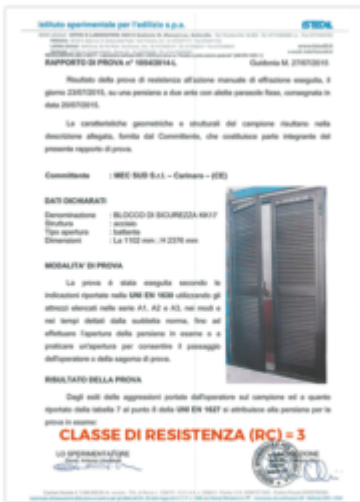 istituto sperimentale per l'edilizia s.p.a.
ISTEDIL
RAPPORTO DI PROVA n° Guidonia M. 27/07/2015
Risultato della prova di resistenza all'azione manuale di effrazione eseguita, il
giorno 23/07/2015, su una persiana a due ante con alette parasole fisse, consegnata in
data 20/07/2015.
Le caratteristiche geometriche e strutturali del campione risultano nella
descrizione allegata, fornita dal Committente, che costituisce parte integrante del
presente rapporto di prova.
Committente : MEC SUD S.r.l. – Carinaro – (CE)
DATI DICHIARATI
Denominazione : BLOCCO DI SICUREZZA KK17
Struttura : acciaio
Tipo apertura : battente
Dimensioni : La 1102 mm ; H 2376 mm
MODALITA' DI PROVA
La prova è stata eseguita secondo le
indicazioni riportate nella UNI EN 1630 utilizzando gli
attrezzi elencati nelle serie A1, A2 e A3, nei modi e
nei tempi dettati dalla suddetta norma, fino ad
effettuare l'apertura della persiana in esame o a
praticare un'apertura per consentire il passaggio
dell'operatore o della sagoma di prova.
RISULTATO DELLA PROVA
Dagli esiti delle aggressioni portate dall'operatore sul campione ed a quanto
riportato dalla tabella 7 al punto 8 della UNI EN 1627 si attribuisce alla persiana per la
prova in esame:
CLASSE DI RESISTENZA (RC) = 3
LO SPERIMENTATORE